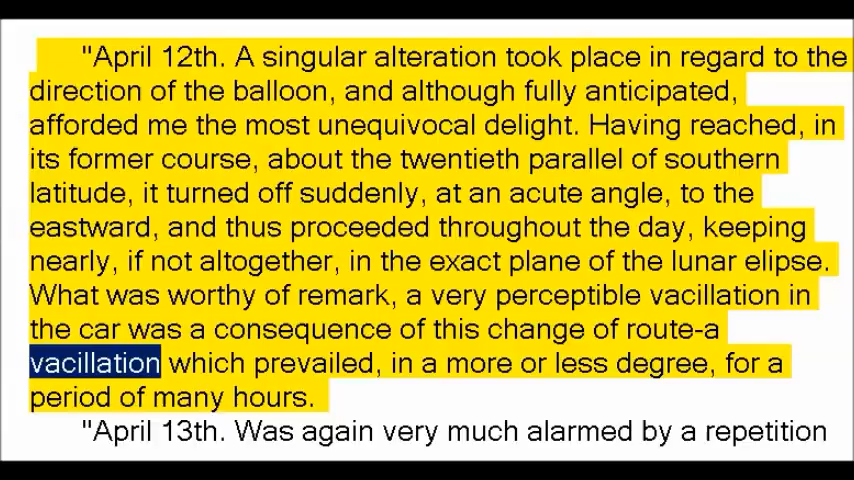 "April 12th. A singular alteration took place in regard to the
direction of the balloon, and although fully anticipated,
afforded me the most unequivocal delight. Having reached, in
its former course, about the twentieth parallel of southern
latitude, it turned off suddenly, at an acute angle, to the
eastward, and thus proceeded throughout the day, keeping
nearly, if not altogether, in the exact plane of the lunar elipse.
What was worthy of remark, a very perceptible vacillation in
the car was a consequence of this change of route-a
vacillation which prevailed, in a more or less degree, for a
period of many hours.
"April 13th. Was again very much alarmed by a repetition